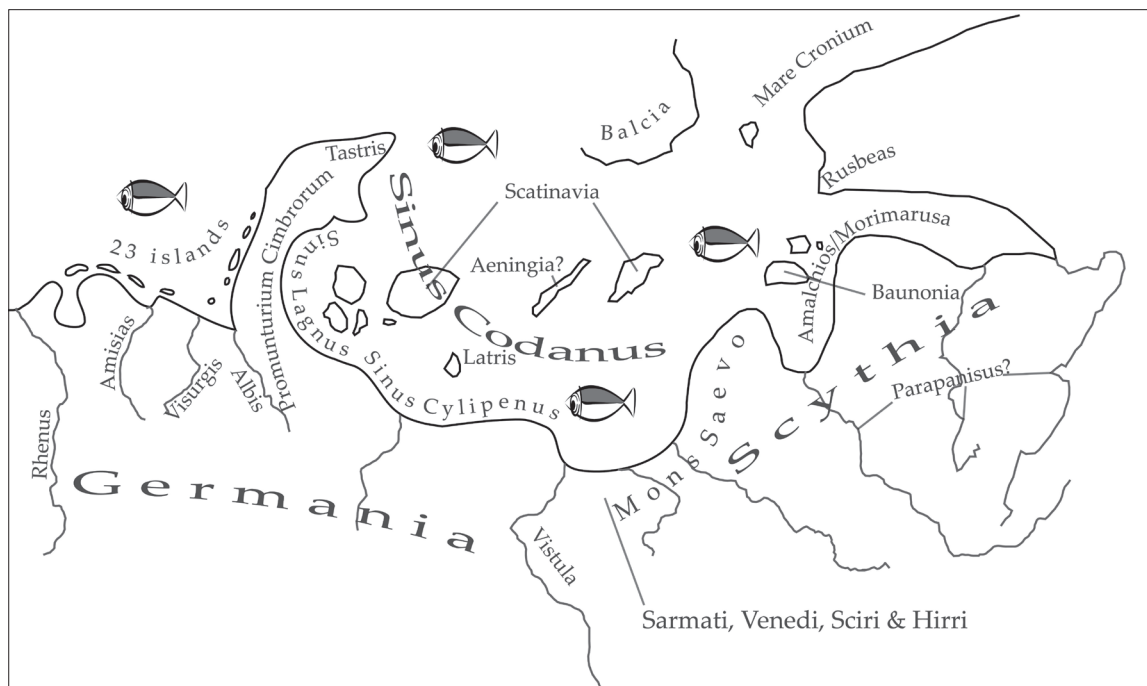 Mare Cronium
Balcia
Tastris
Rusbeas
Scatinavia
Sinus
Codanus
23 islands
Promunturium Cimbrorum
Sinus Lagnus
Sinus Cylipenus
Aeningia?
Amalchios/Morimarusa
Baunonia
Latris
Amisias
Visurgis
Albis
Rhenus
Germania
Mons Saevo
Scythia
Parapanisus?
Vistula
Sarmati, Venedi, Sciri & Hirri